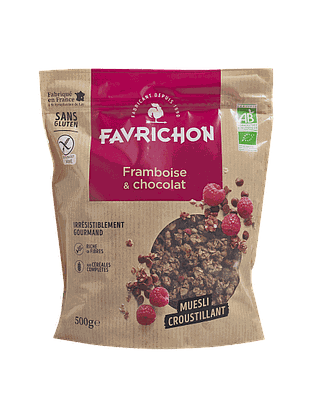 Fabriqué
en France
SANS
GLUTEN
FABRICANT DEPUIS
FAVRICHON
AB
Framboise
& chocolat
IRRÉSISTIBLEMENT
GOURMAND
RICHE
EN FIBRES
AUX CÉRÉALES
COMPLÈTES
MUESLI
CROUSTILLANT
500g e